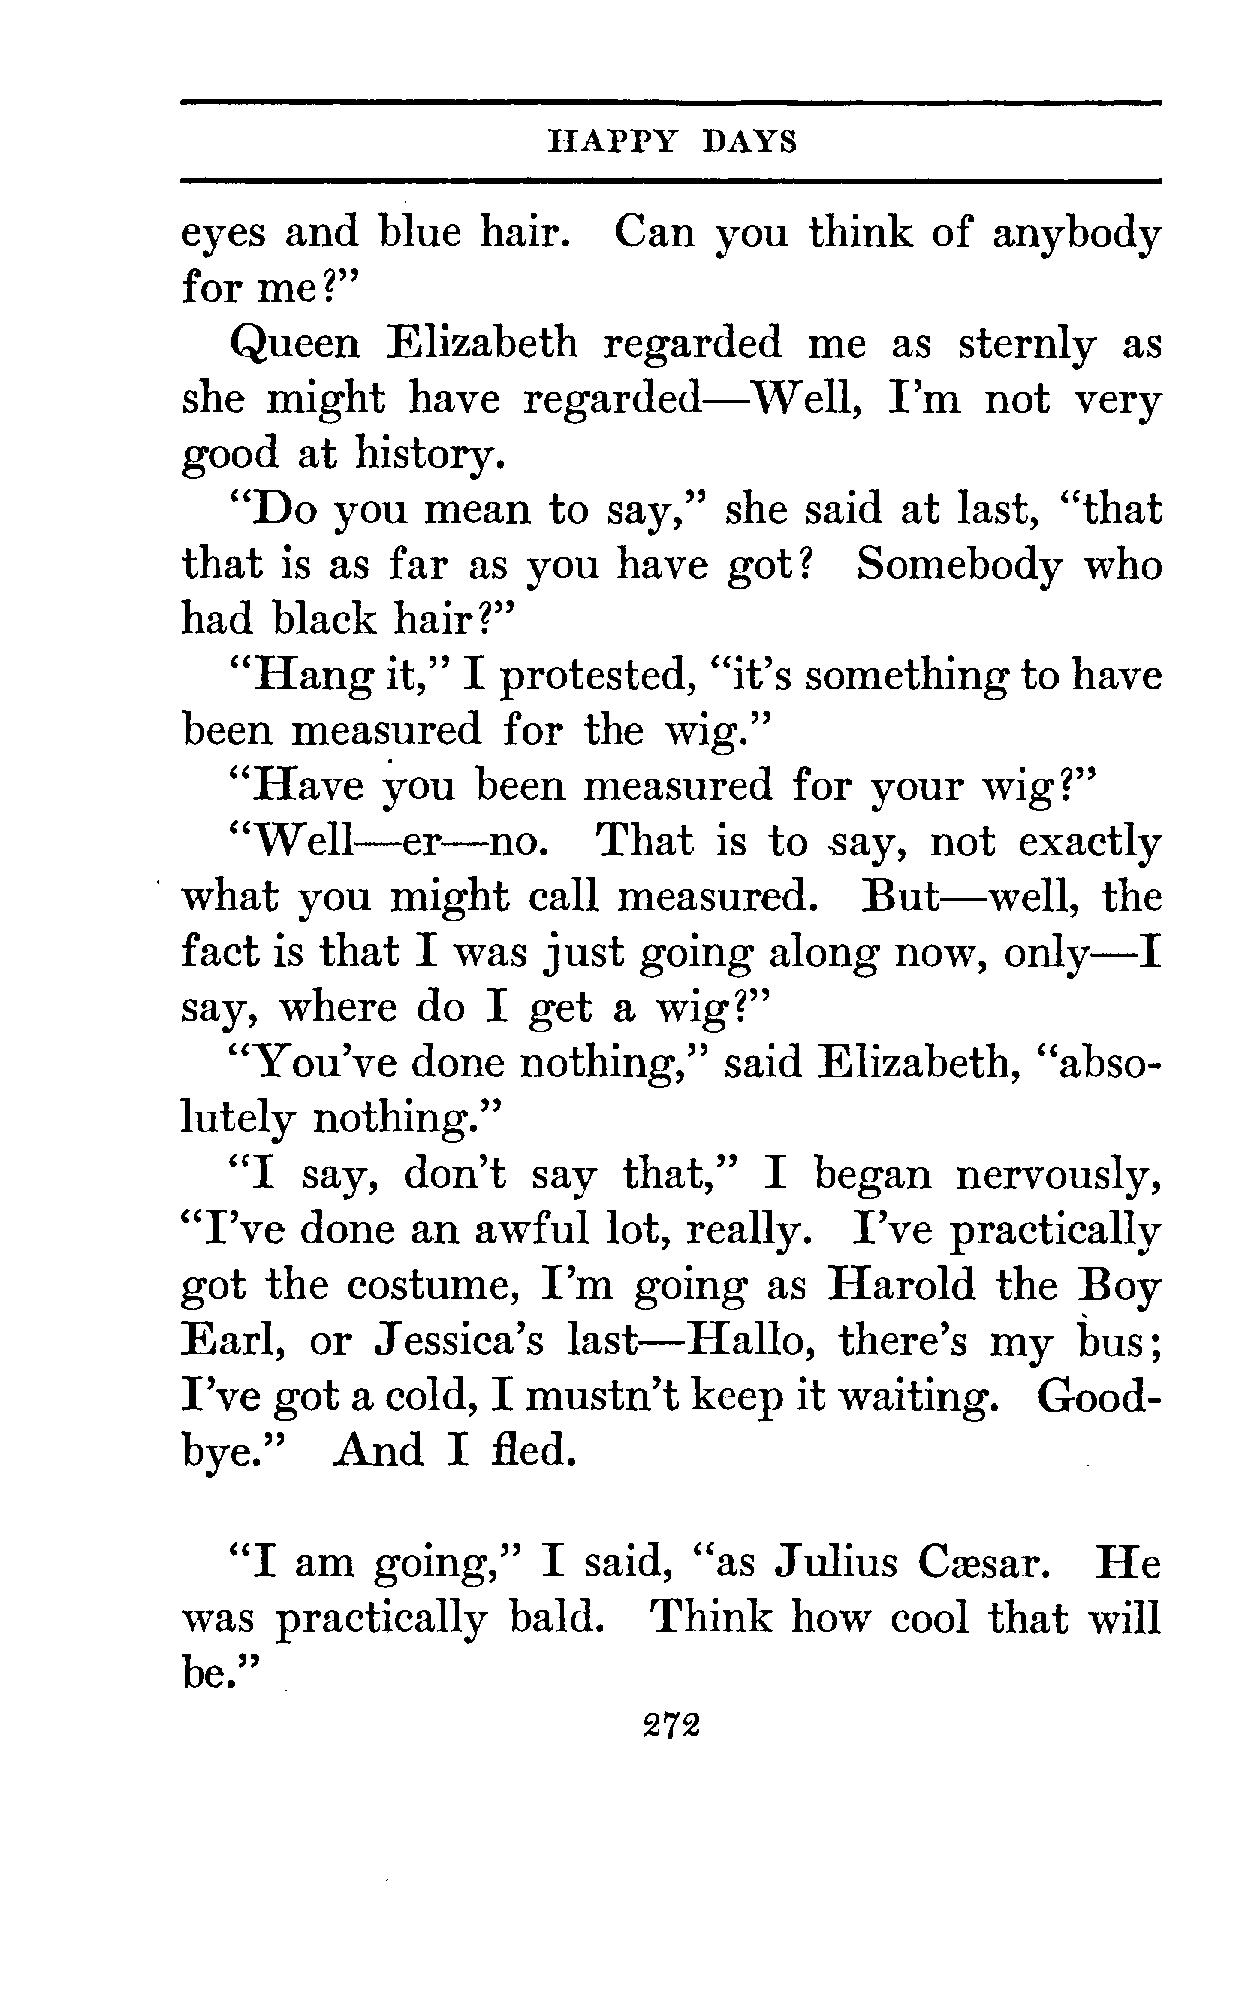 HAPPY DAYS
eyes and blue hair. Can you think of anybody
for me?"
Queen Elizabeth regarded me as sternly as
she might have regarded—Well, I'm not very
good at history.
"Do you mean to say," she said at last, "that
that is as far as you have got? Somebody who
had black hair?"
"Hang it," I protested, "it's something to have
been measured for the wig."
"Have you been measured for your wig?"
"Well—er—no. That is to say, not exactly
what you might call measured. But—well, the
fact is that I was just going along now, only—I
say, where do I get a wig?"
"You've done nothing," said Elizabeth, "abso-
lutely nothing."
"I say, don't say that," I began nervously,
"I've done an awful lot, really. I've practically
got the costume, I'm going as Harold the Boy
Earl, or Jessica's last—Hallo, there's my bus;
I've got a cold, I mustn't keep it waiting. Good-
bye." And I fled.
"I am going," I said, "as Julius Cæsar. He
was practically bald. Think how cool that will
be."
272